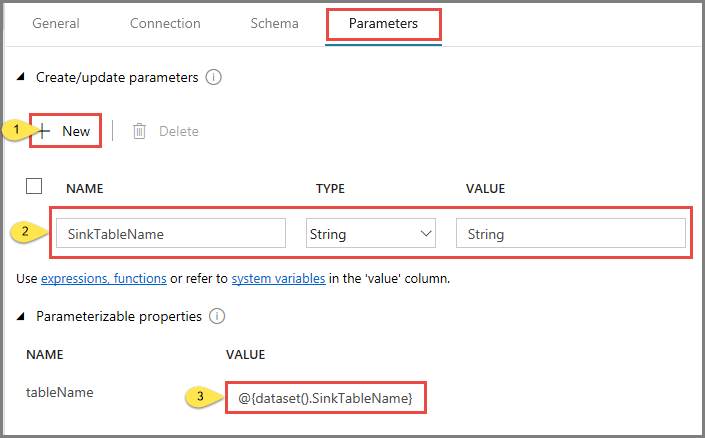 General Connection Schema Parameters
Create/update parameters i
1 + New Delete
NAME TYPE VALUE
2 SinkTableName String String
Use expressions, functions or refer to system variables in the 'value' column.
Parameterizable properties i
NAME VALUE
tableName 3 @{dataset().SinkTableName}